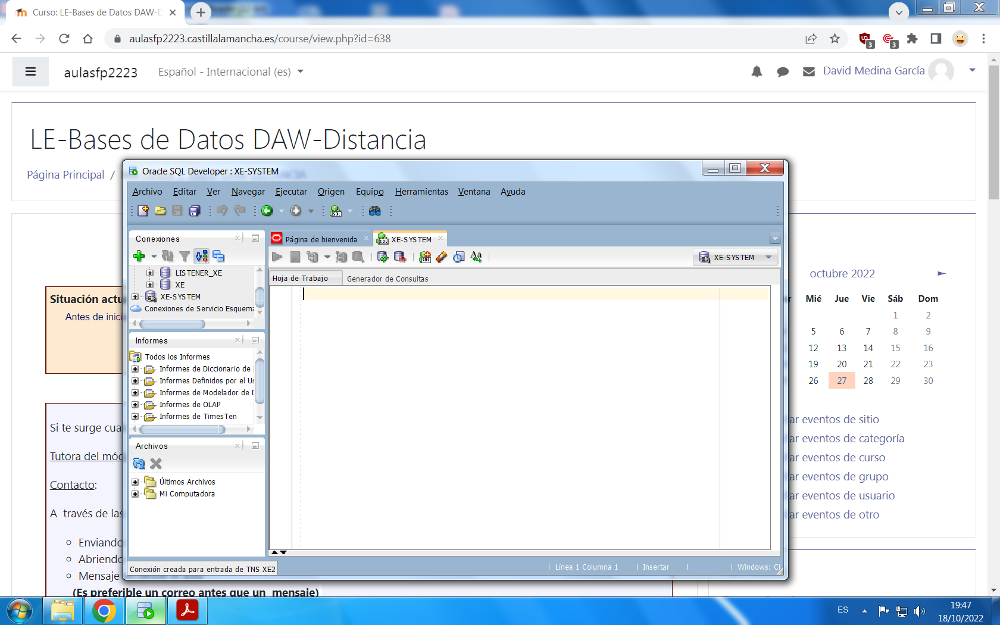 Curso: LE-Bases de Datos DAW-D
aulasfp2223.castillalamancha.es/course/view.php?id=638
3
3
aulasfp2223
Español - Internacional (es)
David Medina García
LE-Bases de Datos DAW-Distancia
Página Principal /
Oracle SQL Developer : XE-SYSTEM
Archivo Editar Ver Navegar Ejecutar Origen Equipo Herramientas Ventana Ayuda
Conexiones
LISTENER_XE
XE
XE-SYSTEM
Conexiones de Servicio Esquema
Informes
Todos los Informes
Informes de Diccionario de
Informes Definidos por el Us
Informes de Modelador de D
Informes de OLAP
Informes de TimesTen
Archivos
Últimos Archivos
Mi Computadora
Página de bienvenida
XE-SYSTEM
XE-SYSTEM
Hoja de Trabajo
Generador de Consultas
Conexión creada para entrada de TNS XE2
Línea 1 Columna 1
Insertar
Windows: Cl
Situación actu
Antes de inici
Si te surge cua
Tutora del mód
Contacto:
A través de las
Enviando
Abriendo
Mensaje
(Es preferible un correo antes que un mensaje)
octubre 2022
r Mié Jue Vie Sáb Dom
1 2
5 6 7 8 9
12 13 14 15 16
19 20 21 22 23
26 27 28 29 30
ar eventos de sitio
ar eventos de categoría
ar eventos de curso
ar eventos de grupo
ar eventos de usuario
ar eventos de otro
ES
19:47
18/10/2022